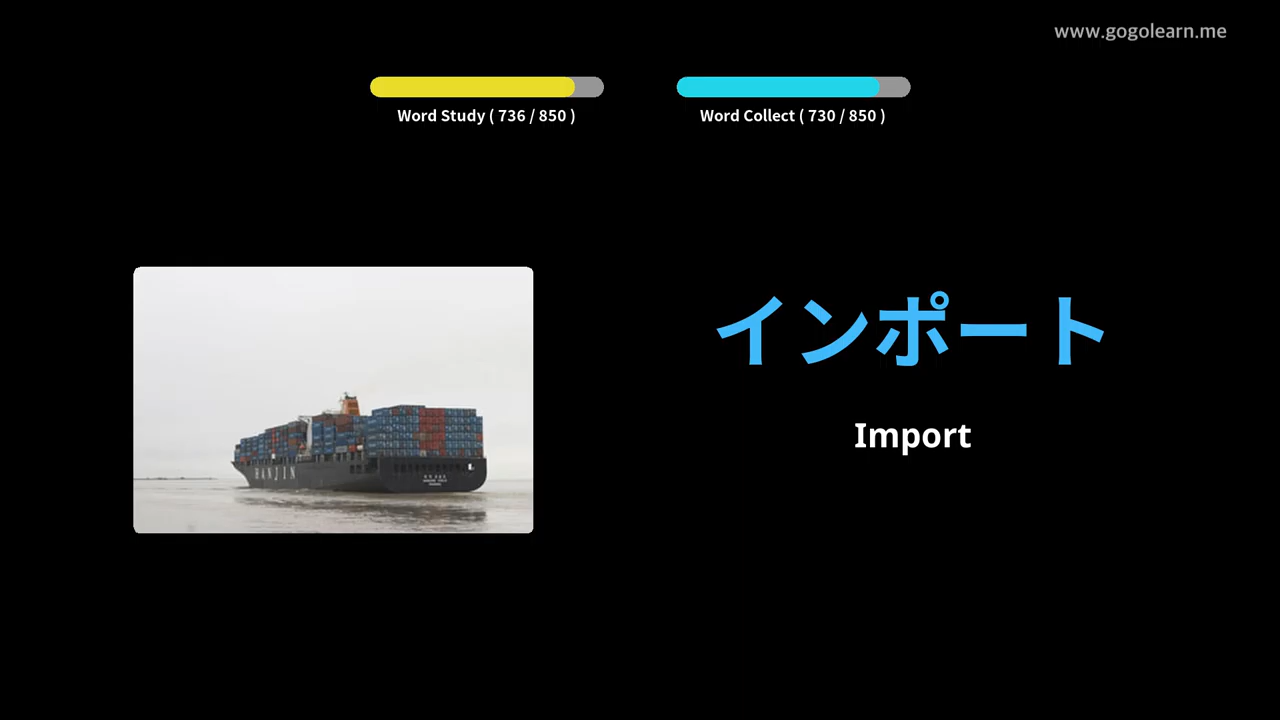 www.gogolearn.me
Word Study ( 736 / 850 )
Word Collect ( 730 / 850 )
インポート
Import
HANJIN